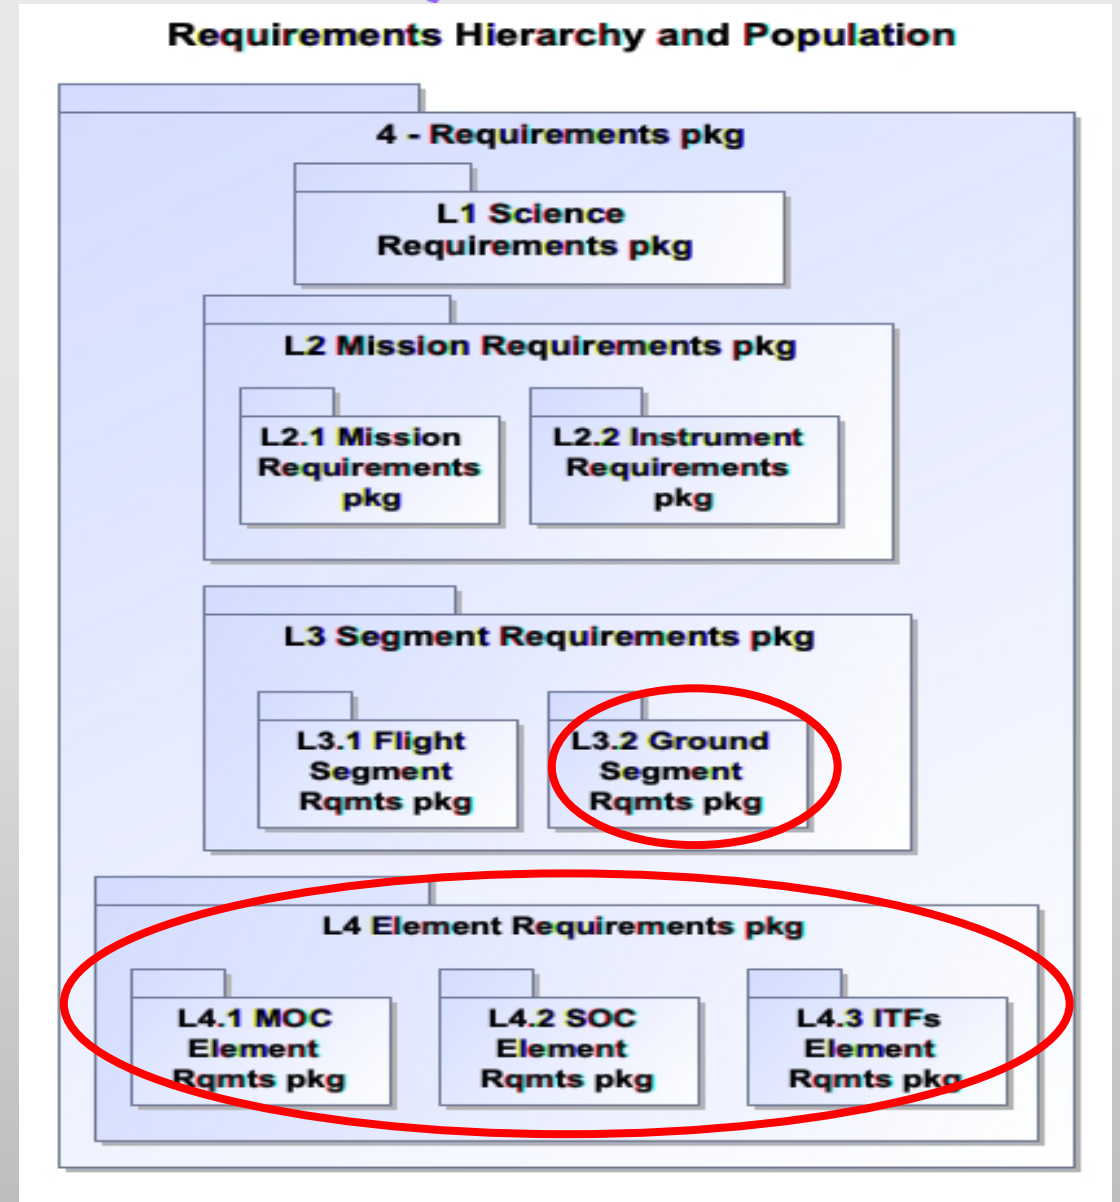 Requirements Hierarchy and Population
4 - Requirements pkg
L1 Science
Requirements pkg
L2 Mission Requirements pkg
L2.1 Mission
Requirements
pkg
L2.2 Instrument
Requirements
pkg
L3 Segment Requirements pkg
L3.1 Flight
Segment
Rqmts pkg
L3.2 Ground
Segment
Rqmts pkg
L4 Element Requirements pkg
L4.1 MOC
Element
Rqmts pkg
L4.2 SOC
Element
Rqmts pkg
L4.3 ITFs
Element
Rqmts pkg